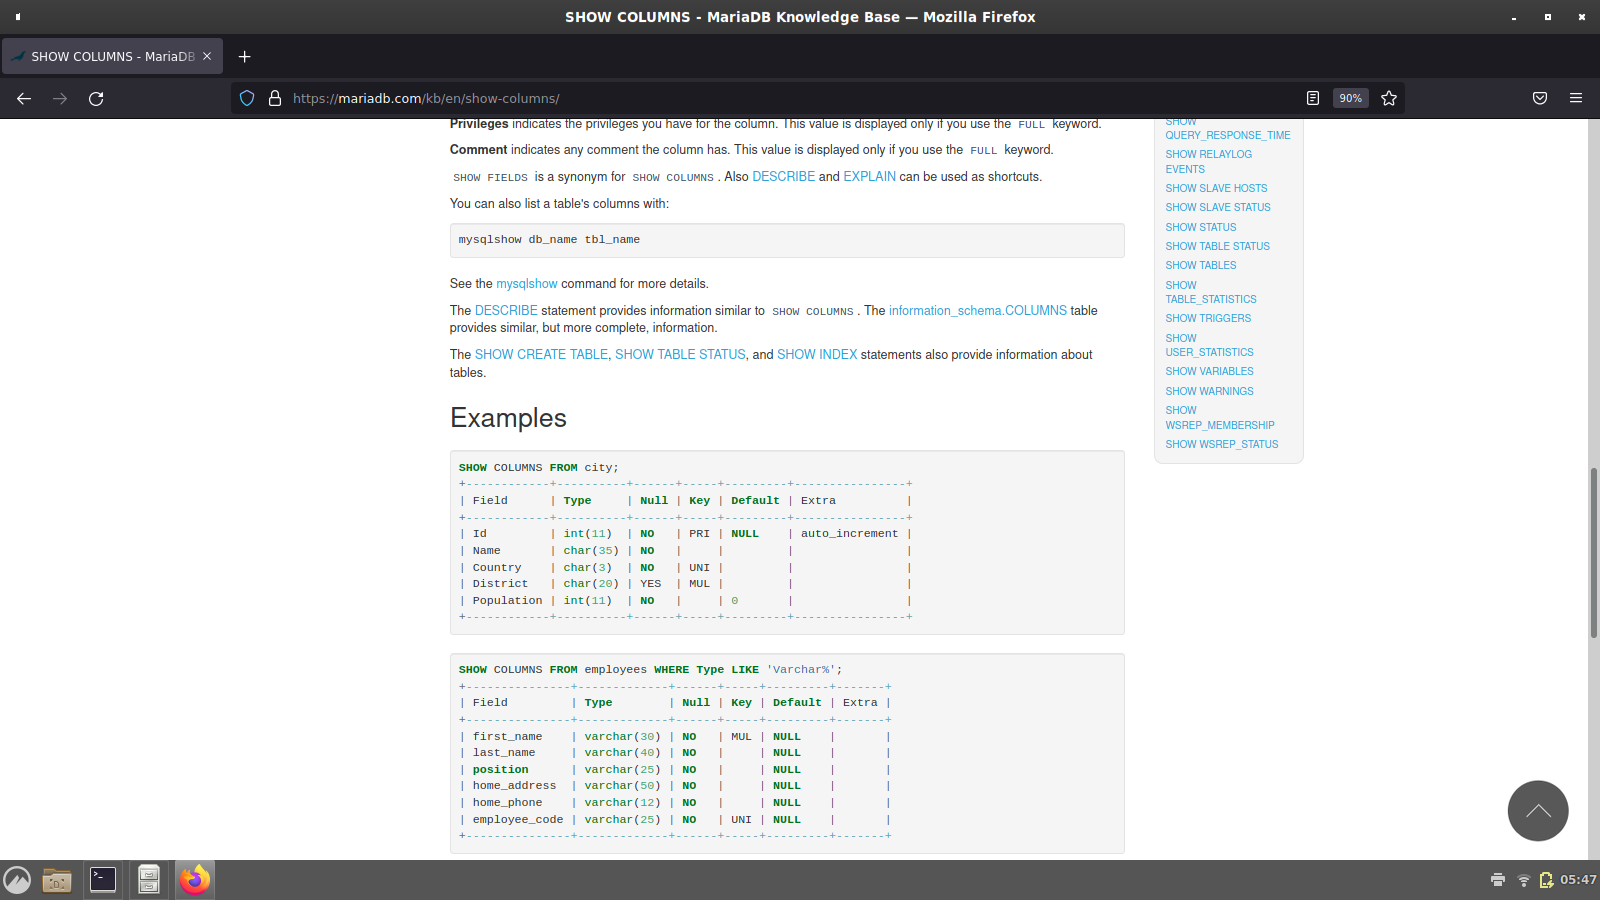 SHOW COLUMNS - MariaDB Knowledge Base — Mozilla Firefox
SHOW COLUMNS - MariaDB
https://mariadb.com/kb/en/show-columns/
90%
Privileges indicates the privileges you have for the column. This value is displayed only if you use the FULL keyword.
Comment indicates any comment the column has. This value is displayed only if you use the FULL keyword.
SHOW FIELDS is a synonym for SHOW COLUMNS . Also DESCRIBE and EXPLAIN can be used as shortcuts.
You can also list a table's columns with:
mysqlshow db_name tbl_name
See the mysqlshow command for more details.
The DESCRIBE statement provides information similar to SHOW COLUMNS . The information_schema.COLUMNS table
provides similar, but more complete, information.
The SHOW CREATE TABLE, SHOW TABLE STATUS, and SHOW INDEX statements also provide information about
tables.
Examples
SHOW COLUMNS FROM city;
+------------+----------+------+-----+---------+----------------+
| Field      | Type     | Null | Key | Default | Extra          |
+------------+----------+------+-----+---------+----------------+
| Id         | int(11)  | NO   | PRI | NULL    | auto_increment |
| Name       | char(35) | NO   |     |         |                |
| Country    | char(3)  | NO   | UNI |         |                |
| District   | char(20) | YES  | MUL |         |                |
| Population | int(11)  | NO   |     | 0       |                |
+------------+----------+------+-----+---------+----------------+
SHOW COLUMNS FROM employees WHERE Type LIKE 'Varchar%';
+---------------+-------------+------+-----+---------+-------+
| Field         | Type        | Null | Key | Default | Extra |
+---------------+-------------+------+-----+---------+-------+
| first_name    | varchar(30) | NO   | MUL | NULL    |       |
| last_name     | varchar(40) | NO   |     | NULL    |       |
| position      | varchar(25) | NO   |     | NULL    |       |
| home_address  | varchar(50) | NO   |     | NULL    |       |
| home_phone    | varchar(12) | NO   |     | NULL    |       |
| employee_code | varchar(25) | NO   | UNI | NULL    |       |
+---------------+-------------+------+-----+---------+-------+
SHOW
QUERY_RESPONSE_TIME
SHOW RELAYLOG
EVENTS
SHOW SLAVE HOSTS
SHOW SLAVE STATUS
SHOW STATUS
SHOW TABLE STATUS
SHOW TABLES
SHOW
TABLE_STATISTICS
SHOW TRIGGERS
SHOW
USER_STATISTICS
SHOW VARIABLES
SHOW WARNINGS
SHOW
WSREP_MEMBERSHIP
SHOW WSREP_STATUS
05:47